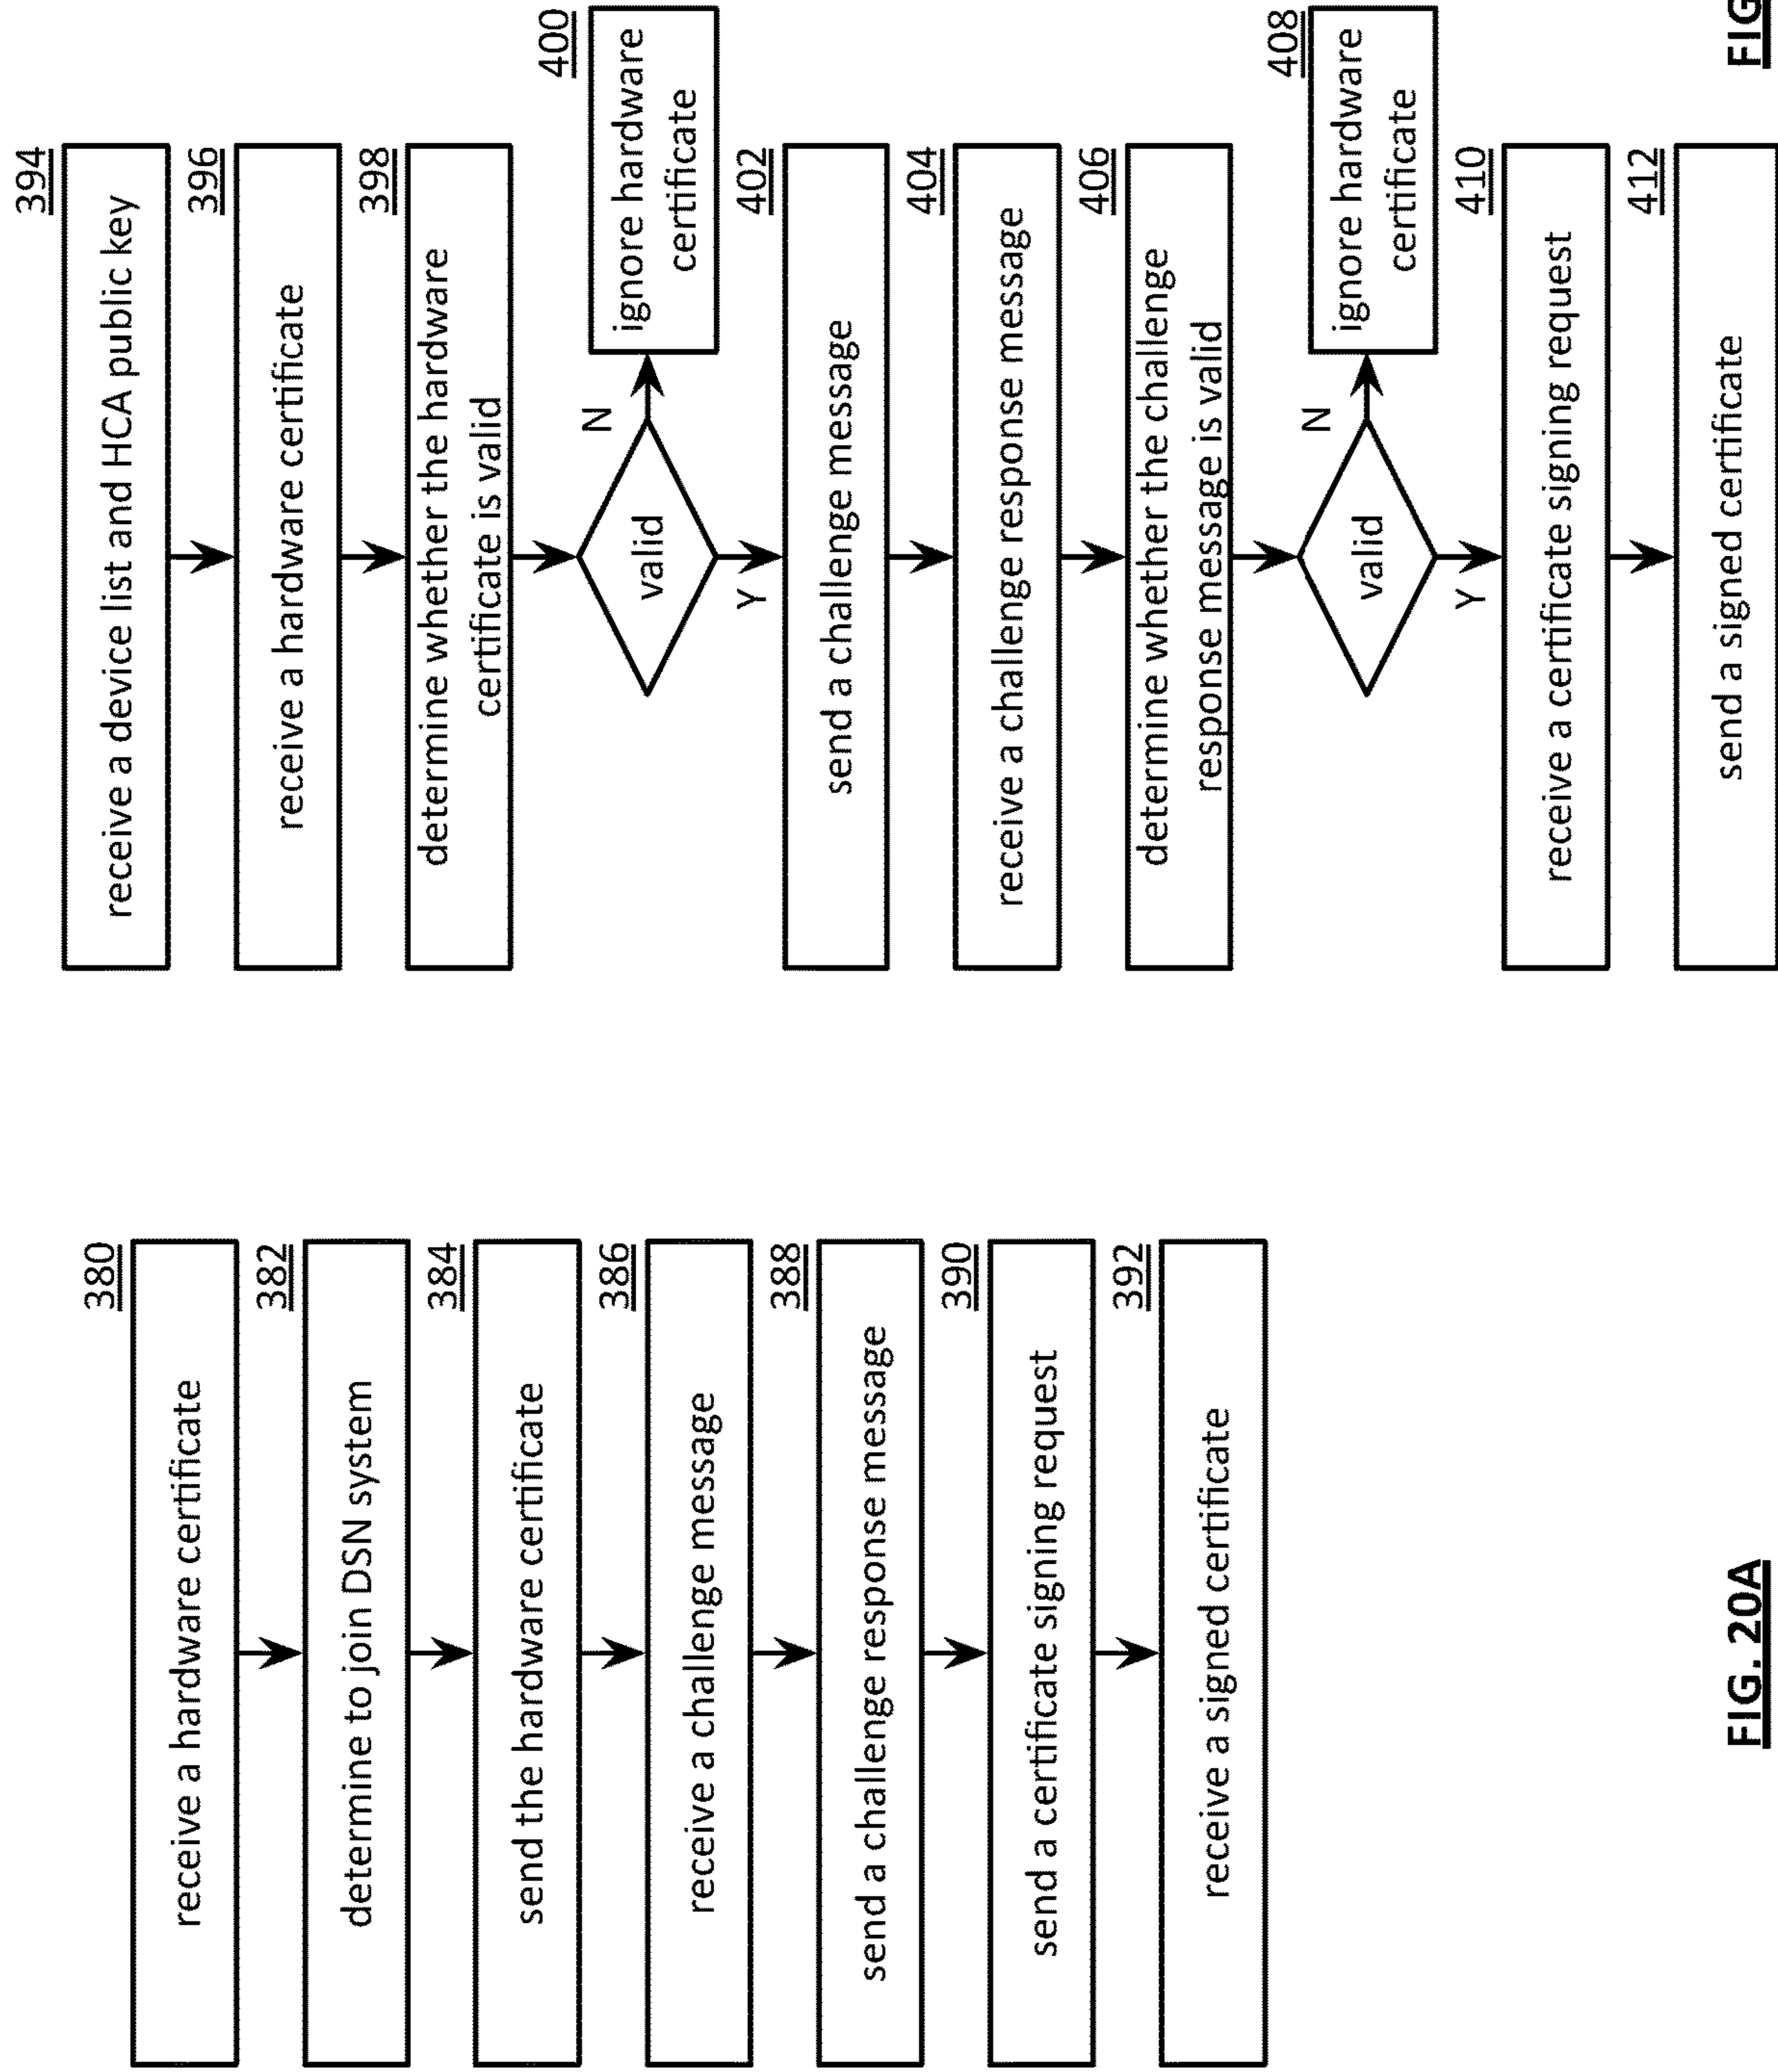 380
receive a hardware certificate
382
determine to join DSN system
384
send the hardware certificate
386
receive a challenge message
388
send a challenge response message
390
send a certificate signing request
392
receive a signed certificate
FIG. 20A
394
receive a device list and HCA public key
396
receive a hardware certificate
398
determine whether the hardware
certificate is valid
valid
N
Y
400
ignore hardware
certificate
402
send a challenge message
404
receive a challenge response message
406
determine whether the challenge
response message is valid
valid
N
Y
408
ignore hardware
certificate
410
receive a certificate signing request
412
send a signed certificate
FIG